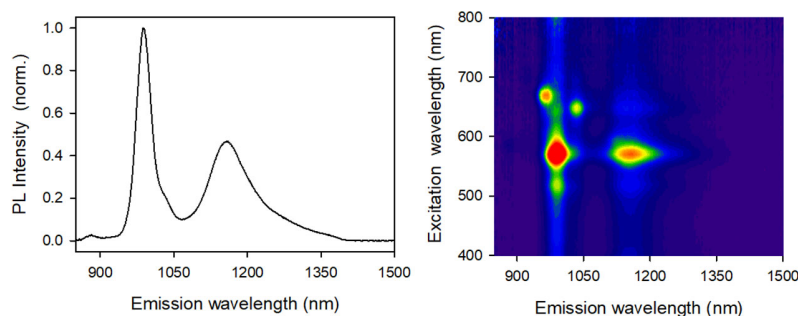 PL Intensity (norm.)
1.0
0.8
0.6
0.4
0.2
0.0
900 1050 1200 1350 1500
Emission wavelength (nm)
Excitation wavelength (nm)
800
700
600
500
400
900 1050 1200 1350 1500
Emission wavelength (nm)